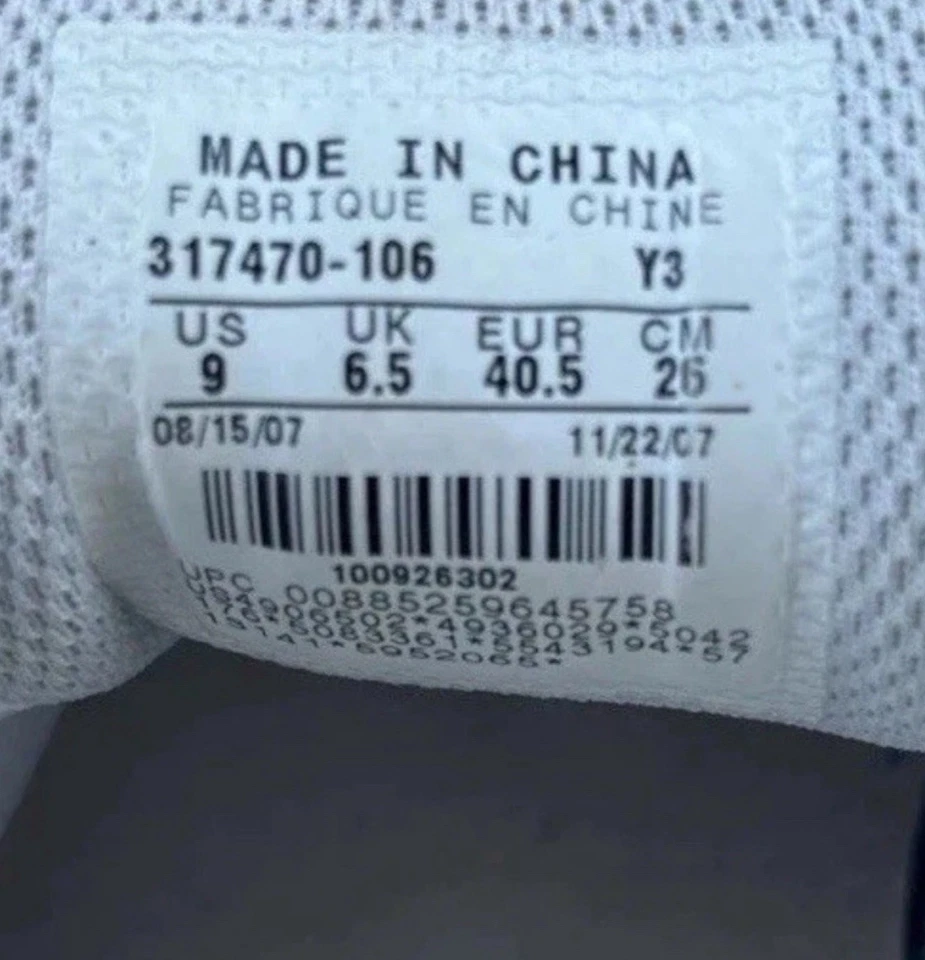 MADE IN CHINA
FABRIQUE EN CHINE
317470-106 Y3
US UK EUR CM
9 6.5 40.5 26
08/15/07 11/22/07
100926302
UPC 00885259645758